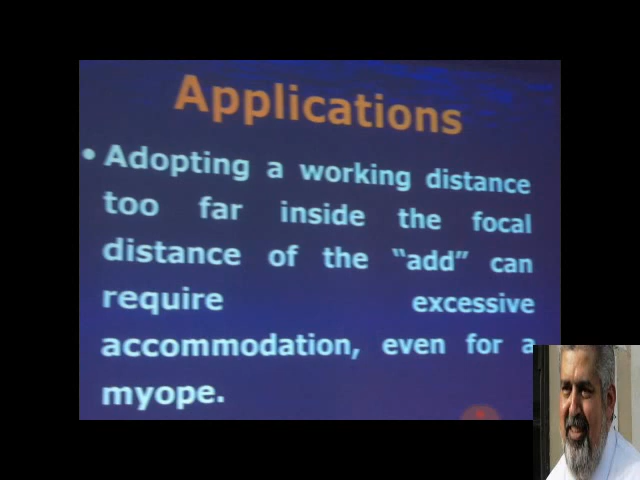 Applications
• Adopting a working distance
too far inside the focal
distance of the “add” can
require excessive
accommodation, even for a
myope.